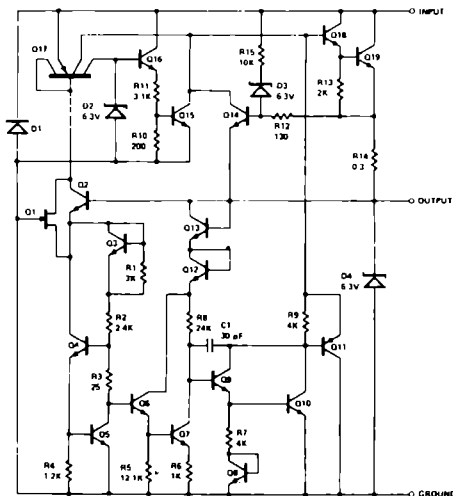 INPUT
Q17
Q18
Q19
Q16
R15
10K
D2
6.3V
R11
3.1K
D3
6.3V
R13
2K
Q15
Q14
R10
200
R12
130
R14
0.3
D1
Q2
OUTPUT
Q1
Q3
Q13
R1
3K
Q12
D4
6.3V
R2
2.4K
R8
24K
C1
30 pF
R9
4K
Q11
Q4
R3
25
Q9
Q6
Q10
Q5
Q7
R7
4K
R4
1.2K
R5
12.1K
R6
1K
Q8
GROUND